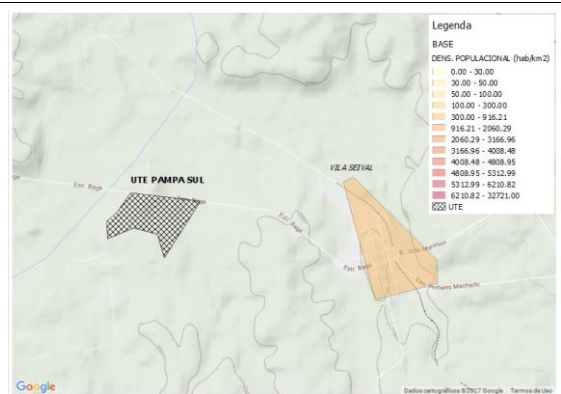 Legenda
BASE
DENS. POPULACIONAL (hab/km2)
0.00 - 30.00
30.00 - 50.00
50.00 - 100.00
100.00 - 300.00
300.00 - 916.21
916.21 - 2060.29
2060.29 - 3166.96
3166.96 - 4008.48
4008.48 - 4808.95
4808.95 - 5312.99
5312.99 - 6210.82
6210.82 - 32721.00
UTE
VILA SEIVAL
UTE PAMPA SUL
Estr. Bagé
Estr. Bagé
Estr. Bagé
Estr. Pinheiro Machado
Google
Dados cartográficos ©2017 Google
Termos de Uso